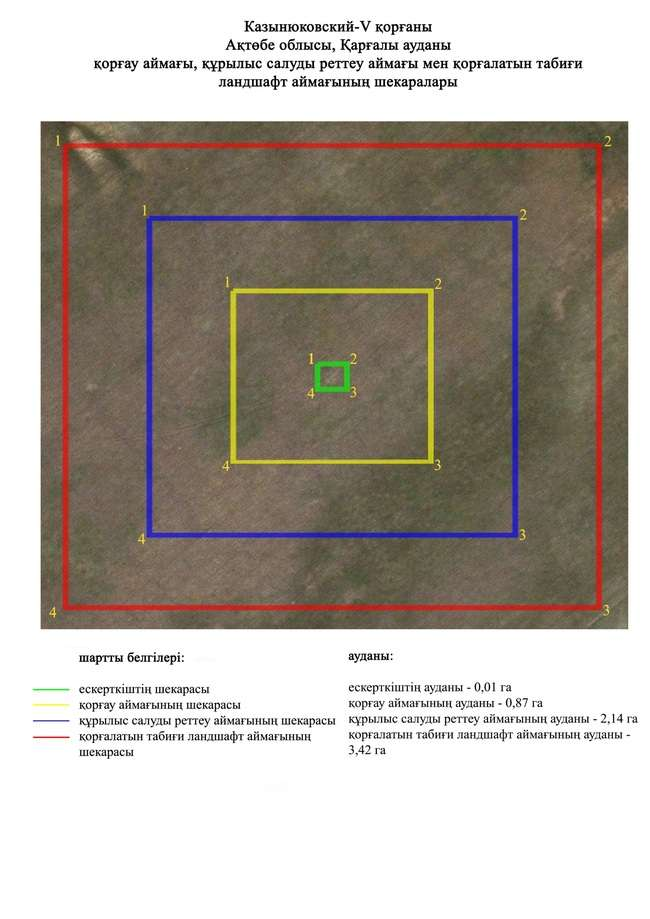 Казынюковский-V қорғаны
Ақтөбе облысы, Қарғалы ауданы
қорғау аймағы, құрылыс салуды реттеу аймағы мен қорғалатын табиғи
ландшафт аймағының шекаралары
1 2
1 2
1 2
1 2
4 3
4 3
4 3
4 3
шартты белгілері:
ескерткіштің шекарасы
қорғау аймағының шекарасы
құрылыс салуды реттеу аймағының шекарасы
қорғалатын табиғи ландшафт аймағының
шекарасы
ауданы:
ескерткіштің ауданы - 0,01 га
қорғау аймағының ауданы - 0,87 га
құрылыс салуды реттеу аймағының ауданы - 2,14 га
қорғалатын табиғи ландшафт аймағының ауданы -
3,42 га